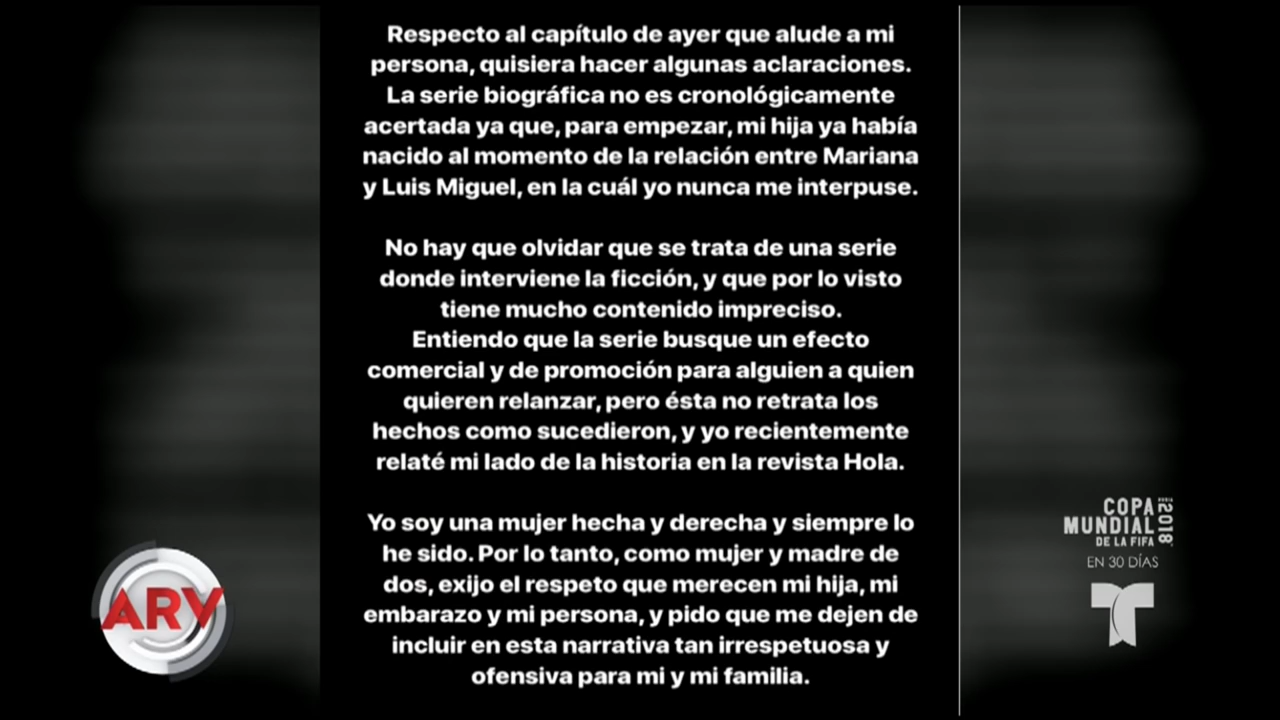 Respecto al capítulo de ayer que alude a mi
persona, quisiera hacer algunas aclaraciones.
La serie biográfica no es cronológicamente
acertada ya que, para empezar, mi hija ya había
nacido al momento de la relación entre Mariana
y Luis Miguel, en la cuál yo nunca me interpuse.
No hay que olvidar que se trata de una serie
donde interviene la ficción, y que por lo visto
tiene mucho contenido impreciso.
Entiendo que la serie busque un efecto
comercial y de promoción para alguien a quien
quieren relanzar, pero ésta no retrata los
hechos como sucedieron, y yo recientemente
relaté mi lado de la historia en la revista Hola.
Yo soy una mujer hecha y derecha y siempre lo
he sido. Por lo tanto, como mujer y madre de
dos, exijo el respeto que merecen mi hija, mi
embarazo y mi persona, y pido que me dejen de
incluir en esta narrativa tan irrespetuosa y
ofensiva para mi y mi familia.
ARV
COPA
MUNDIAL
DE LA FIFA
2018
EN 30 DÍAS
T